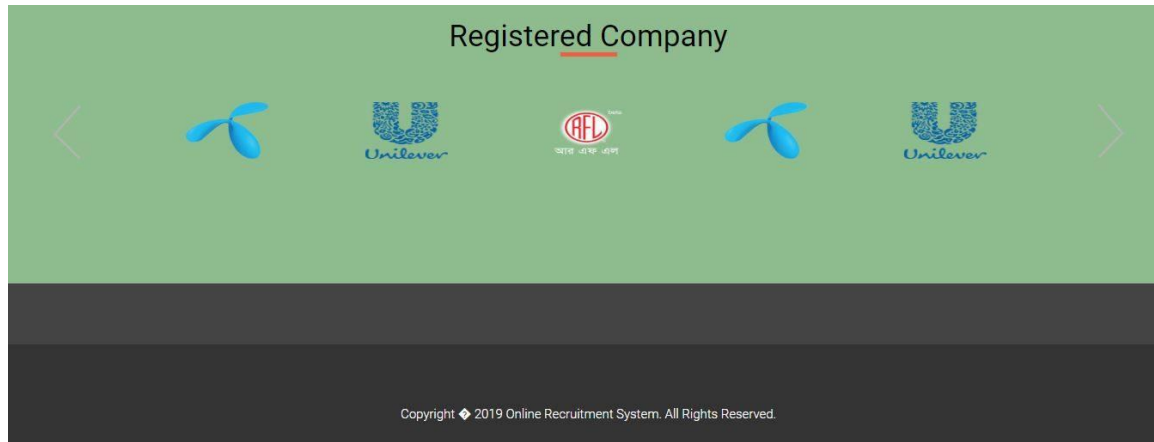 Registered Company
Unilever
RFL
আর এফ এল
Unilever
Copyright � 2019 Online Recruitment System. All Rights Reserved.